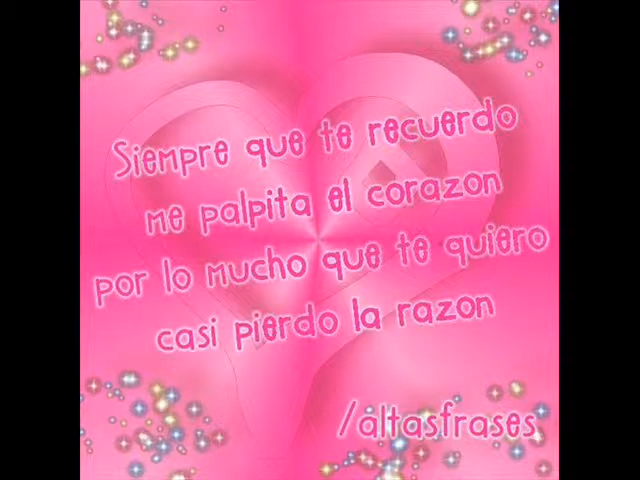 Siempre que te recuerdo
me palpita el corazon
por lo mucho que te quiero
casi pierdo la razon
/altasfrases